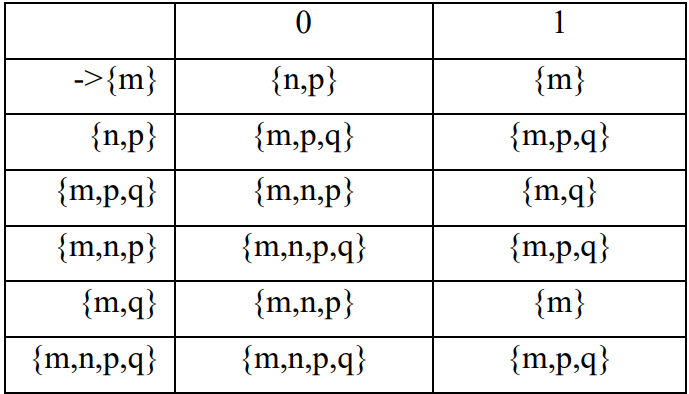 0 1
->{m} {n,p} {m}
{n,p} {m,p,q} {m,p,q}
{m,p,q} {m,n,p} {m,q}
{m,n,p} {m,n,p,q} {m,p,q}
{m,q} {m,n,p} {m}
{m,n,p,q} {m,n,p,q} {m,p,q}